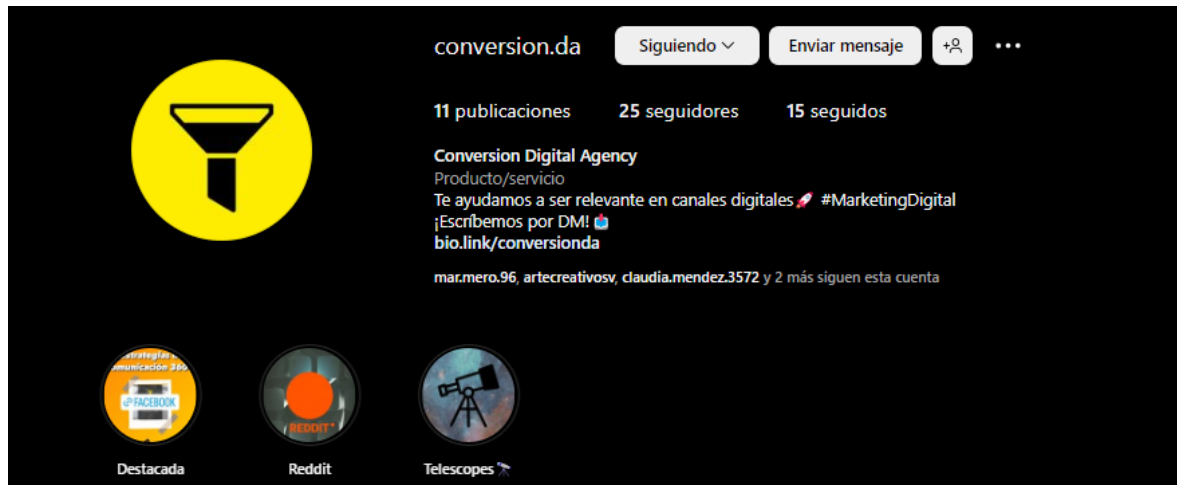 conversion.da
Siguiendo
Enviar mensaje
11 publicaciones
25 seguidores
15 seguidos
Conversion Digital Agency
Producto/servicio
Te ayudamos a ser relevante en canales digitales🚀 #MarketingDigital
¡Escríbemos por DM! 📩
bio.link/conversionda
mar.mero.96, artecreativosv, claudia.mendez.3572 y 2 más siguen esta cuenta
FACEBOOK
REDDIT
Destacada
Reddit
Telescopes🔭